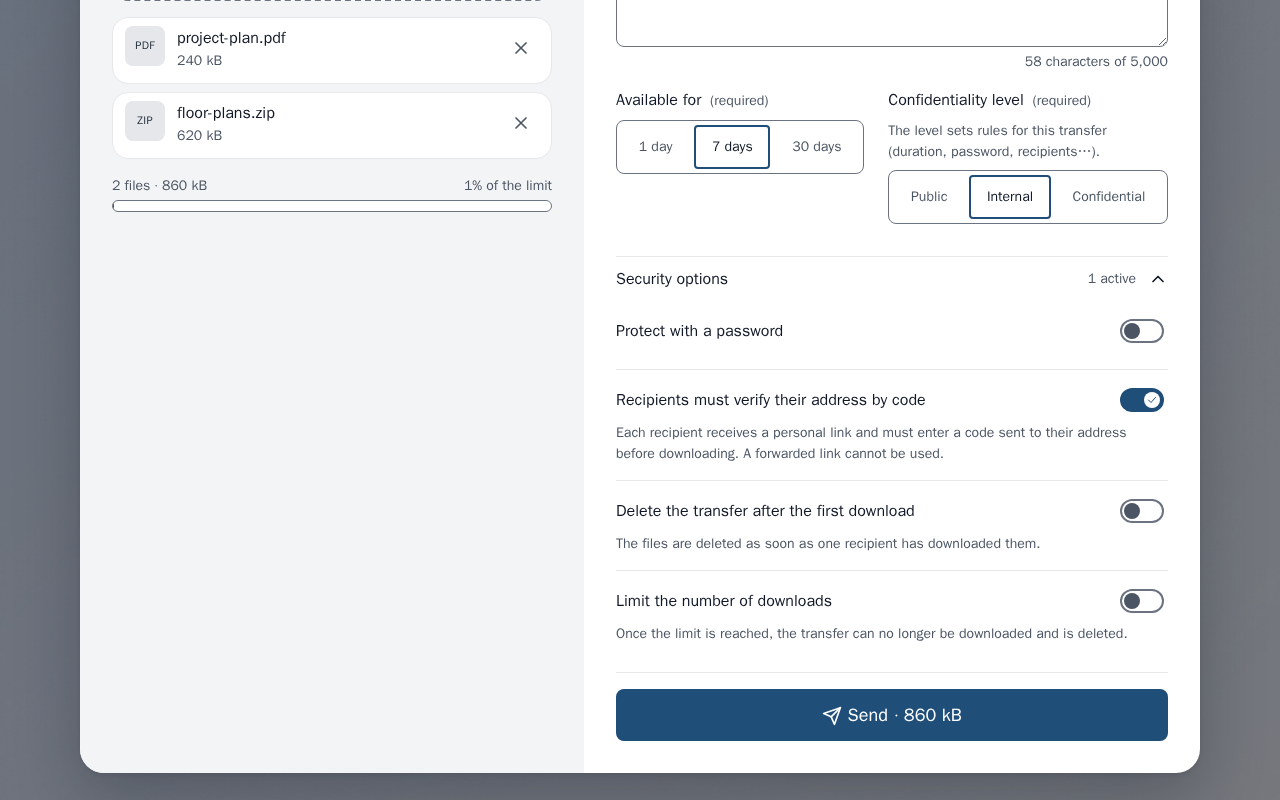 PDF
project-plan.pdf
240 kB
ZIP
floor-plans.zip
620 kB
2 files · 860 kB
1% of the limit
58 characters of 5,000
Available for (required)
1 day
7 days
30 days
Confidentiality level (required)
The level sets rules for this transfer
(duration, password, recipients…).
Public
Internal
Confidential
Security options
1 active
Protect with a password
Recipients must verify their address by code
Each recipient receives a personal link and must enter a code sent to their address
before downloading. A forwarded link cannot be used.
Delete the transfer after the first download
The files are deleted as soon as one recipient has downloaded them.
Limit the number of downloads
Once the limit is reached, the transfer can no longer be downloaded and is deleted.
Send · 860 kB